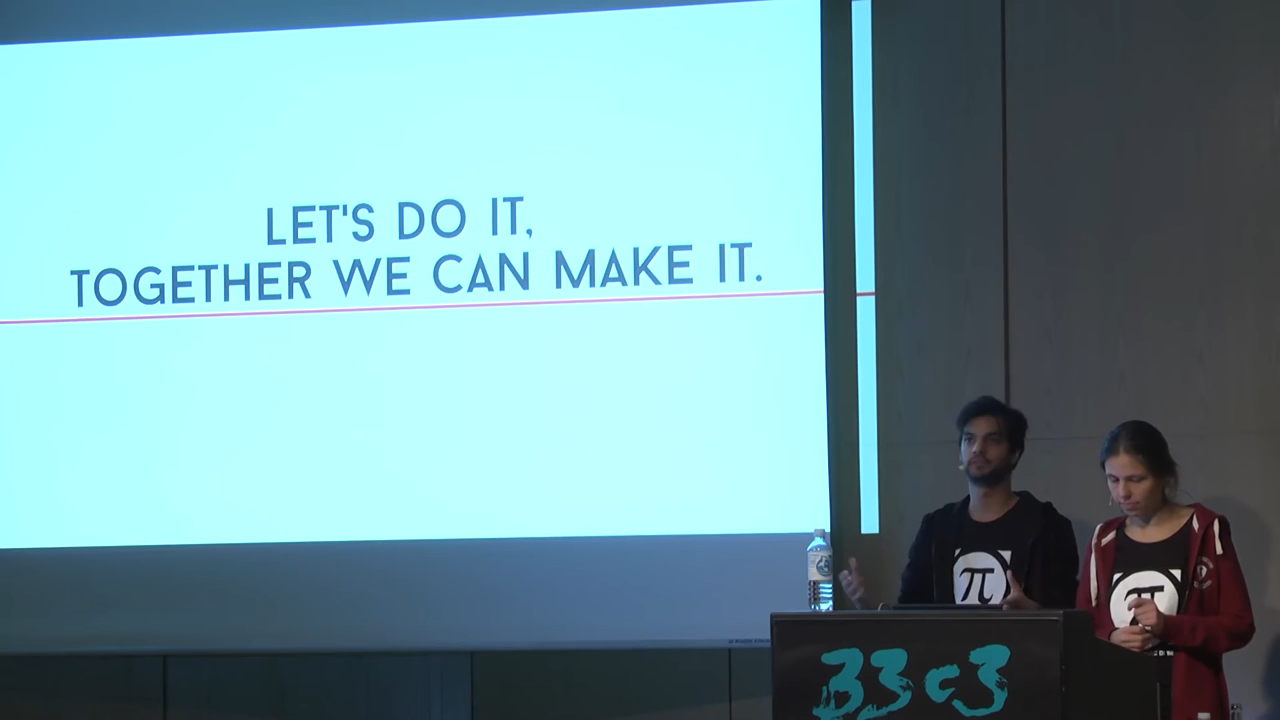 LET'S DO IT,
TOGETHER WE CAN MAKE IT.
π
π
33c3